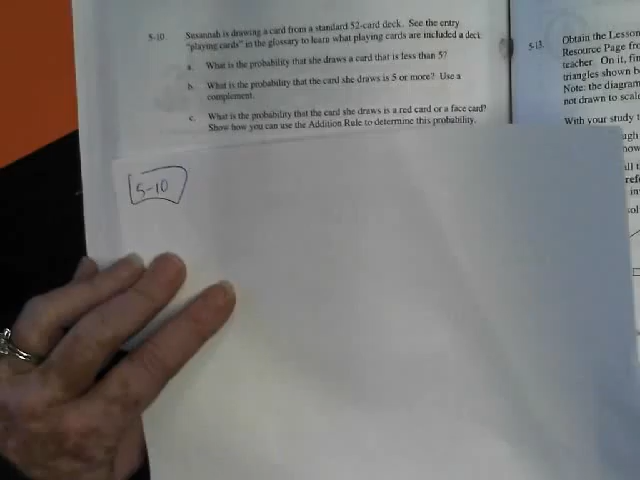 5-10. Susannah is drawing a card from a standard 52-card deck. See the entry
"playing cards" in the glossary to learn what playing cards are included a deck.
a. What is the probability that she draws a card that is less than 5?
b. What is the probability that the card she draws is 5 or more? Use a
complement.
c. What is the probability that the card she draws is a red card or a face card?
Show how you can use the Addition Rule to determine this probability.
5-10
5-13. Obtain the Lesson
Resource Page fro
teacher. On it, fin
triangles shown b
Note: the diagram
not drawn to scale
With your study t